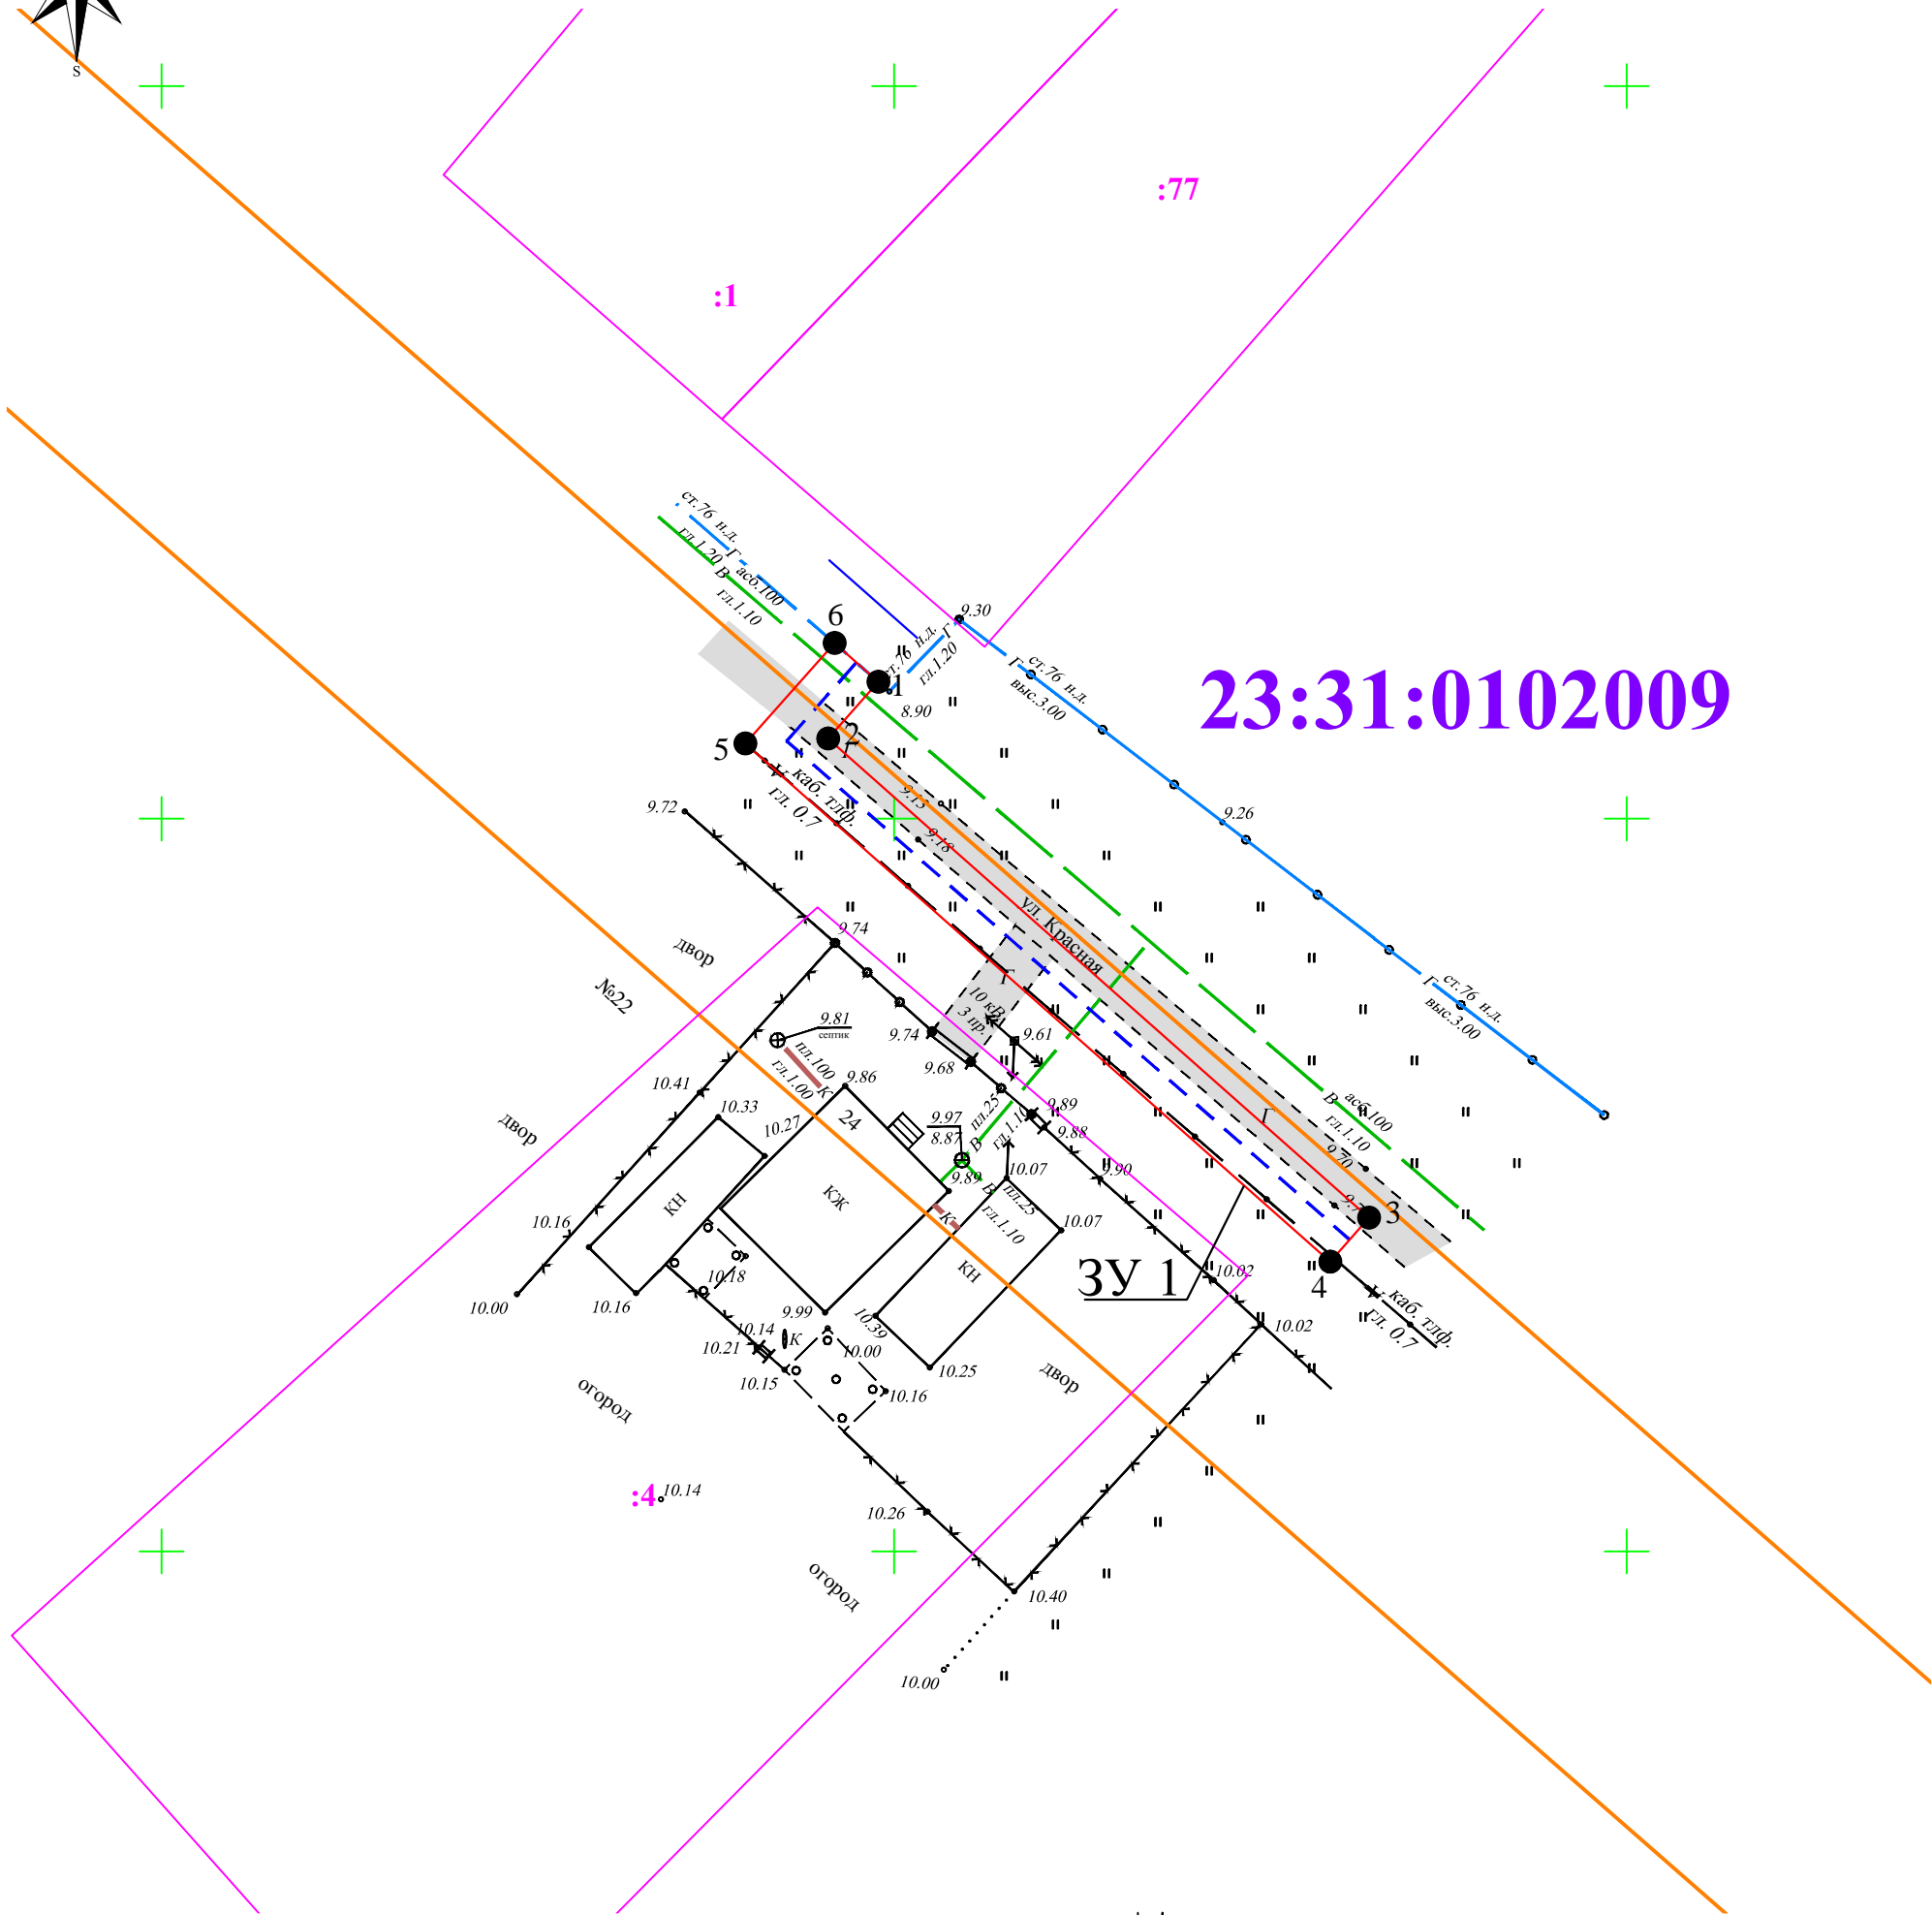 S
:77
:1
ст.76 н.д.
гл.1.20
Г
В
асб.100
гл.1.10
6
9.30
ст.76 н.д.
Г
гл.1.20
1
8.90
Г
ст.76 н.д.
выс.3.00
23:31:0102009
2
Г
5
каб. тлф.
гл. 0.7
9.72
9.13
9.18
9.26
ул. Красная
9.74
двор
№22
Г
Г
ст.76 н.д.
выс.3.00
10 кВ
3 пр.
9.81
септик
9.74
9.61
9.68
пл.100
гл.1.00
К
9.86
10.41
10.33
10.27
24
9.97
8.87
пл.25
гл.1.10
В
9.89
9.88
Г
В
асб.100
гл.1.10
двор
9.90
9.70
9.89
10.07
В
пл.25
гл.1.10
К
КН
КЖ
10.16
10.07
3
КН
ЗУ 1
4
10.02
10.18
10.00
10.16
9.99
10.39
10.02
каб. тлф.
гл. 0.7
10.14
К
10.21
10.00
10.15
10.25
10.16
двор
огород
:4
10.14
10.26
огород
10.40
10.00